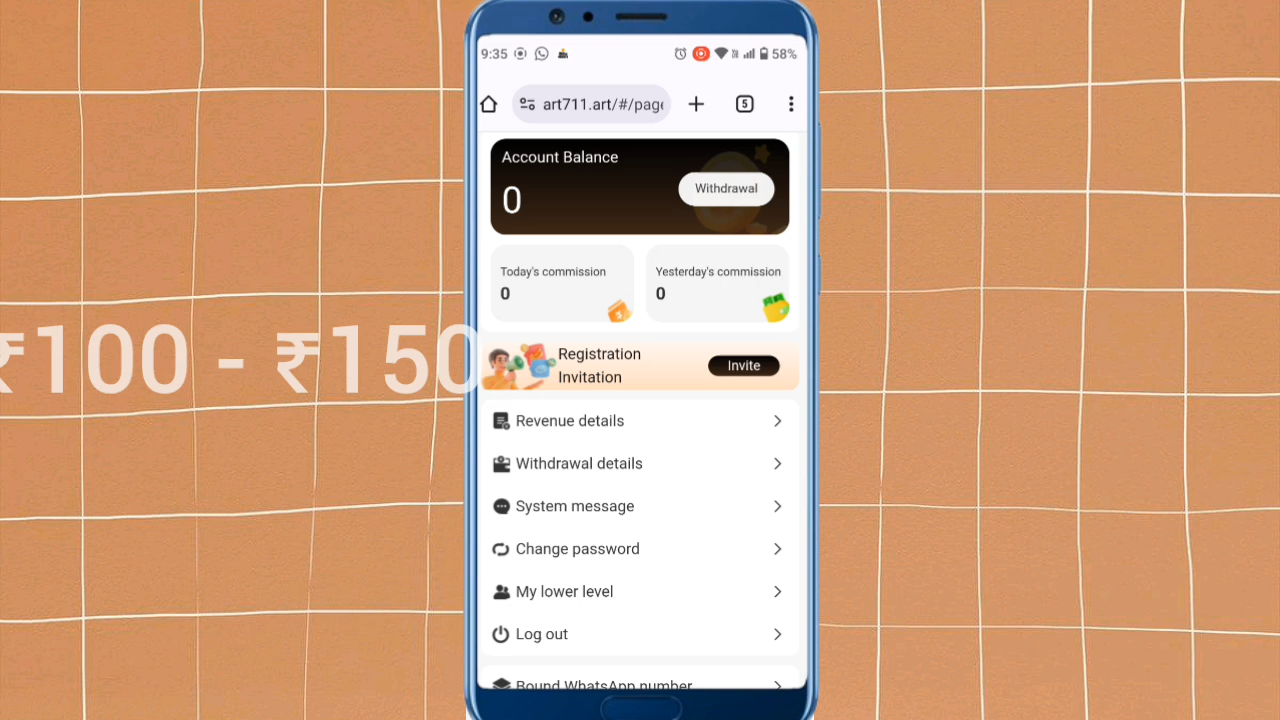 9:35
58%
art711.art/#/page
5
Account Balance
0
Withdrawal
Today's commission
0
Yesterday's commission
0
Registration
Invitation
Invite
₹100 - ₹150
Revenue details
Withdrawal details
System message
Change password
My lower level
Log out
Bound WhatsApp number